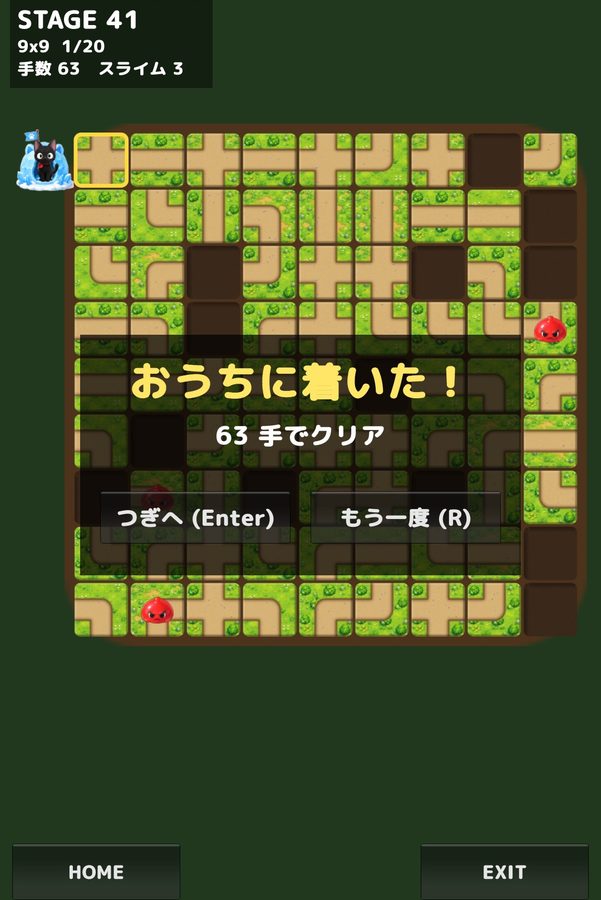 STAGE 41
9x9 1/20
手数 63 スライム 3
おうちに着いた！
63 手でクリア
つぎへ (Enter)
もう一度 (R)
HOME
EXIT